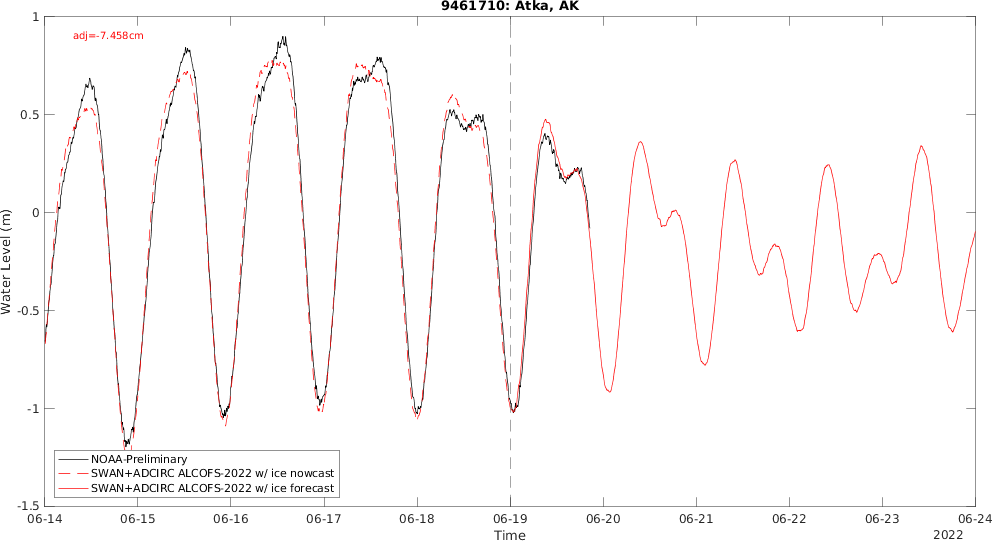 9461710: Atka, AK
adj=-7.458cm
1
0.5
0
-0.5
-1
-1.5
Water Level (m)
NOAA-Preliminary
SWAN+ADCIRC ALCOFS-2022 w/ ice nowcast
SWAN+ADCIRC ALCOFS-2022 w/ ice forecast
06-14 06-15 06-16 06-17 06-18 06-19 06-20 06-21 06-22 06-23 06-24
Time
2022